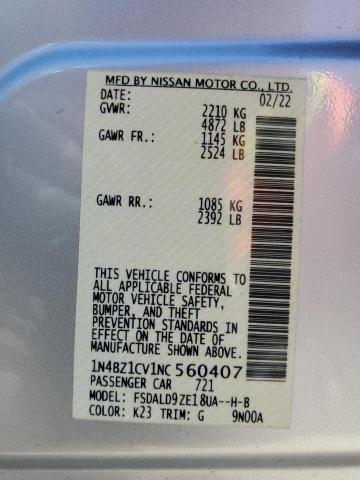 MFD BY NISSAN MOTOR CO., LTD.
DATE: 02/22
GVWR: 2210 KG
4872 LB
GAWR FR.: 1145 KG
2524 LB
GAWR RR.: 1085 KG
2392 LB
THIS VEHICLE CONFORMS TO
ALL APPLICABLE FEDERAL
MOTOR VEHICLE SAFETY,
BUMPER, AND THEFT
PREVENTION STANDARDS IN
EFFECT ON THE DATE OF
MANUFACTURE SHOWN ABOVE.
1N4BZ1CV1NC560407
PASSENGER CAR 721
MODEL: FSDALD9ZE18UA--H-B
COLOR: K23 TRIM: G 9N00A